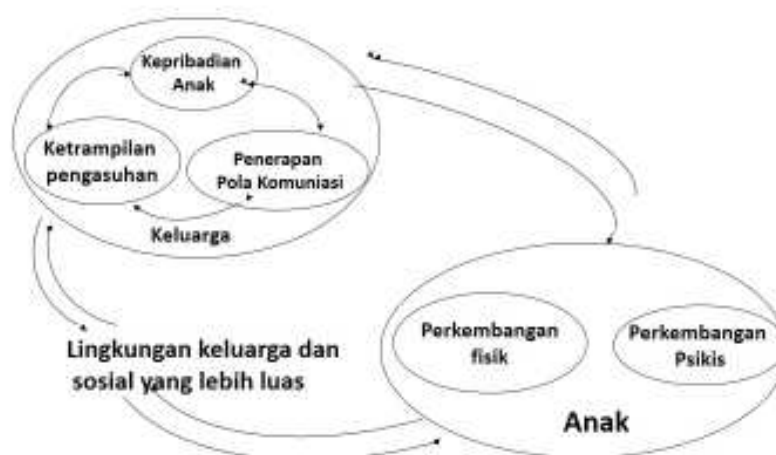 Kepribadian
Anak
Ketrampilan
pengasuhan
Penerapan
Pola Komuniasi
Keluarga
Lingkungan keluarga dan
sosial yang lebih luas
Perkembangan
fisik
Perkembangan
Psikis
Anak